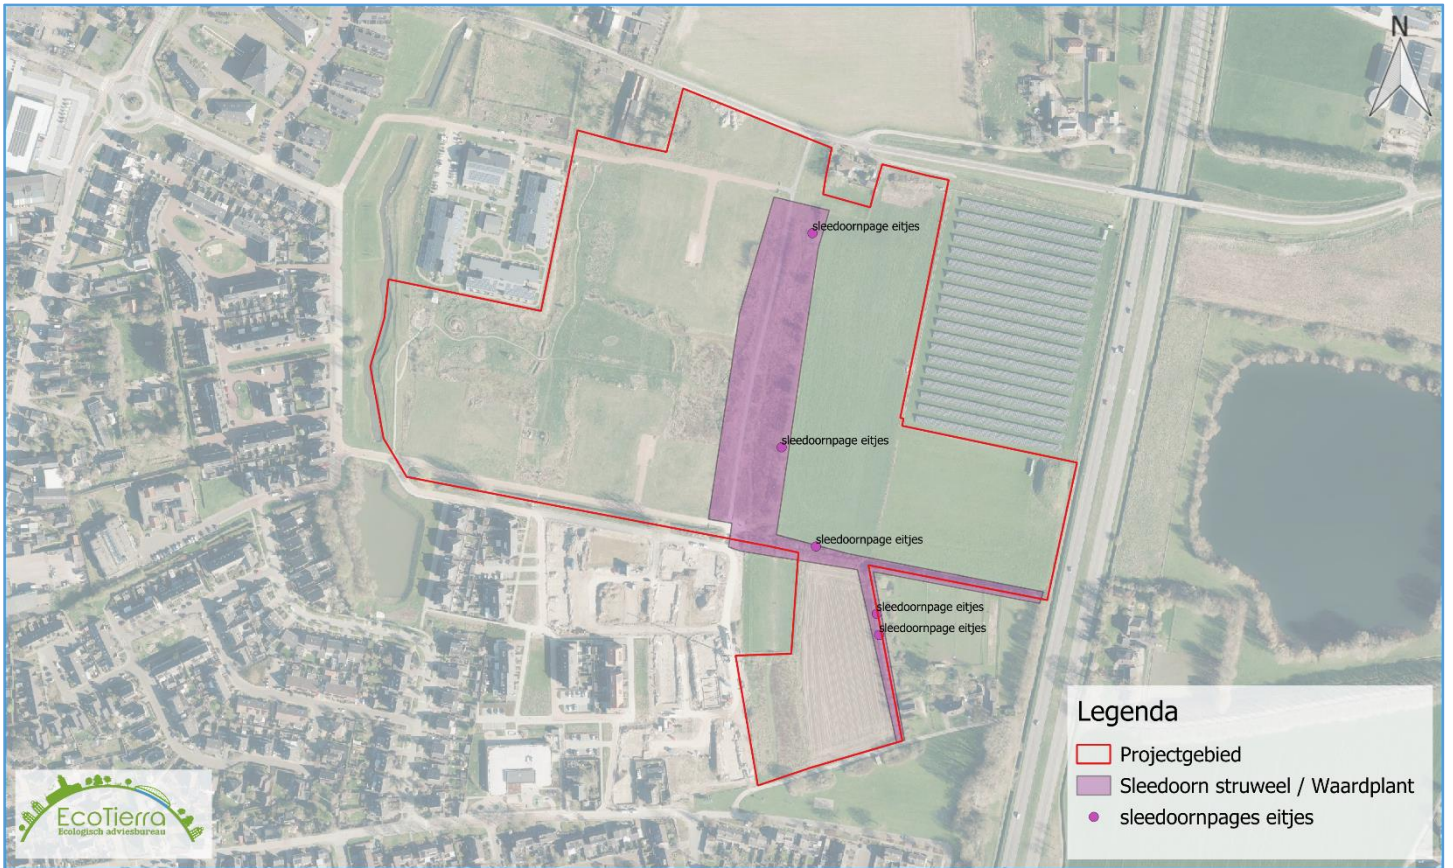 N
sleedoornpage eitjes
sleedoornpage eitjes
sleedoornpage eitjes
sleedoornpage eitjes
sleedoornpage eitjes
Legenda
Projectgebied
Sleedoorn struweel / Waardplant
sleedoornpages eitjes
EcoTierra
Ecologisch adviesbureau